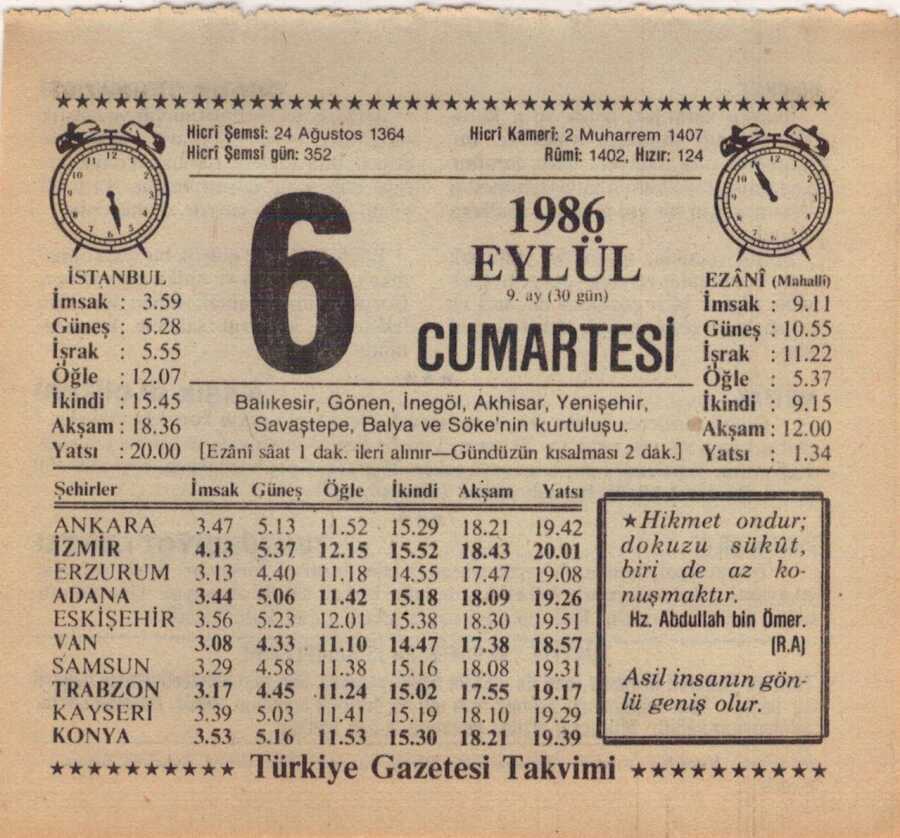 ★★★★★★★★★★★★★★★★★★★★★★★★★★★★★★★★★★
Hicrî Şemsî: 24 Ağustos 1364
Hicrî Şemsî gün: 352
Hicrî Kamerî: 2 Muharrem 1407
Rûmî: 1402, Hızır: 124
6
1986
EYLÜL
9. ay (30 gün)
CUMARTESİ
İSTANBUL
İmsak : 3.59
Güneş : 5.28
İşrak : 5.55
Öğle : 12.07
İkindi : 15.45
Akşam : 18.36
Yatsı : 20.00
EZÂNÎ (Mahallî)
İmsak : 9.11
Güneş : 10.55
İşrak : 11.22
Öğle : 5.37
İkindi : 9.15
Akşam : 12.00
Yatsı : 1.34
Balıkesir, Gönen, İnegöl, Akhisar, Yenişehir,
Savaştepe, Balya ve Söke'nin kurtuluşu.
[Ezânî sâat 1 dak. ileri alınır—Gündüzün kısalması 2 dak.]
Şehirler İmsak Güneş Öğle İkindi Akşam Yatsı
ANKARA 3.47 5.13 11.52 15.29 18.21 19.42
İZMİR 4.13 5.37 12.15 15.52 18.43 20.01
ERZURUM 3.13 4.40 11.18 14.55 17.47 19.08
ADANA 3.44 5.06 11.42 15.18 18.09 19.26
ESKİŞEHİR 3.56 5.23 12.01 15.38 18.30 19.51
VAN 3.08 4.33 11.10 14.47 17.38 18.57
SAMSUN 3.29 4.58 11.38 15.16 18.08 19.31
TRABZON 3.17 4.45 11.24 15.02 17.55 19.17
KAYSERİ 3.39 5.03 11.41 15.19 18.10 19.29
KONYA 3.53 5.16 11.53 15.30 18.21 19.39
★Hikmet ondur;
dokuzu sükût,
biri de az ko-
nuşmaktır.
Hz. Abdullah bin Ömer.
(R.A)
Asil insanın gön-
lü geniş olur.
★★★★★★★★★★ Türkiye Gazetesi Takvimi ★★★★★★★★★★